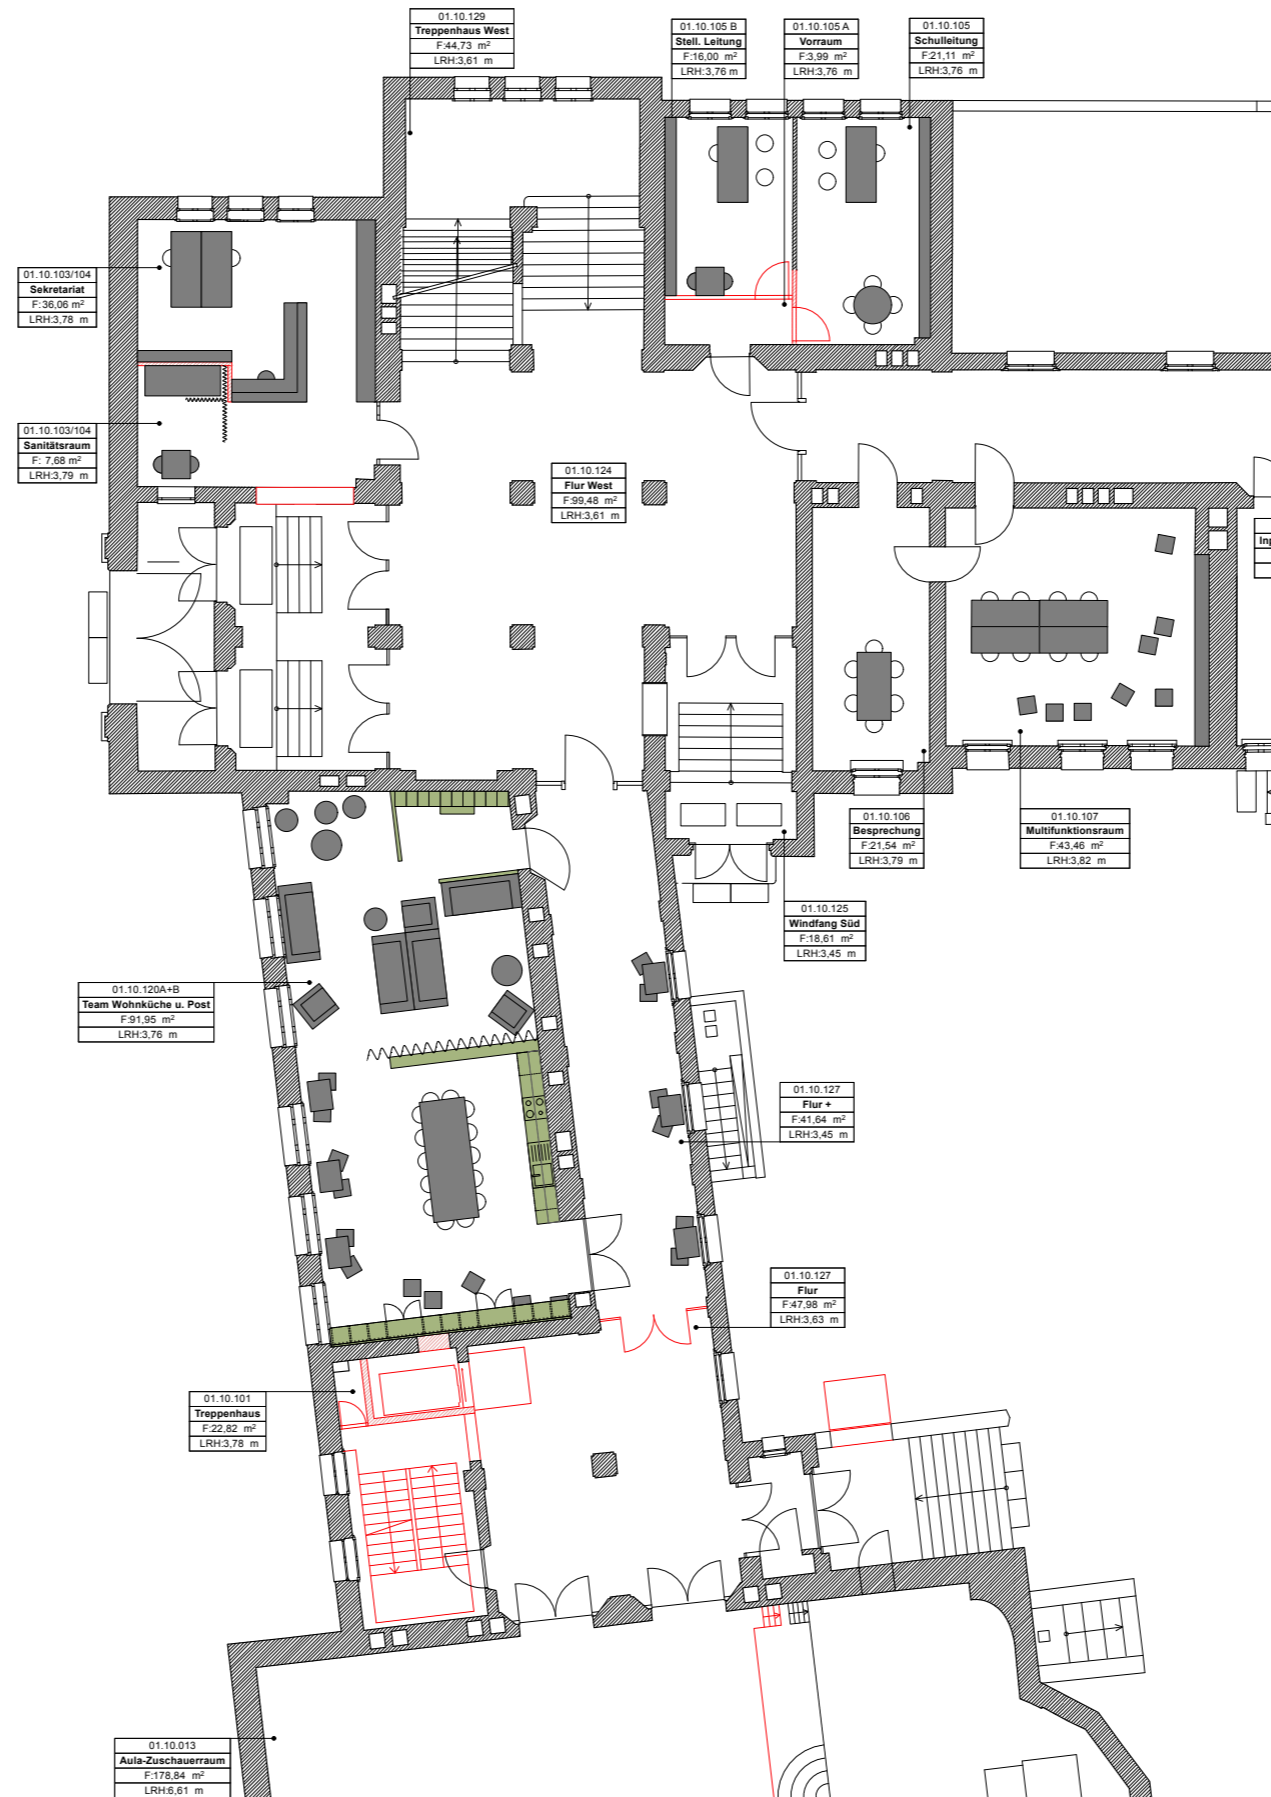 01.10.129
Treppenhaus West
F:44,73 m²
LRH:3,61 m
01.10.105 B
Stell. Leitung
F:16,00 m²
LRH:3,76 m
01.10.105 A
Vorraum
F:3,99 m²
LRH:3,76 m
01.10.105
Schulleitung
F:21,11 m²
LRH:3,76 m
01.10.103/104
Sekretariat
F: 36,06 m²
LRH:3,78 m
01.10.103/104
Sanitätsraum
F: 7,68 m²
LRH:3,79 m
01.10.124
Flur West
F:99,48 m²
LRH:3,61 m
01.10.106
Besprechung
F:21,54 m²
LRH:3,79 m
01.10.107
Multifunktionsraum
F:43,46 m²
LRH:3,82 m
01.10.125
Windfang Süd
F:18,61 m²
LRH:3,45 m
01.10.120A+B
Team Wohnküche u. Post
F:91,95 m²
LRH:3,76 m
01.10.127
Flur +
F:41,64 m²
LRH:3,45 m
01.10.127
Flur
F:47,98 m²
LRH:3,63 m
01.10.101
Treppenhaus
F:22,82 m²
LRH:3,78 m
01.10.013
Aula-Zuschauerraum
F:178,84 m²
LRH:6,61 m